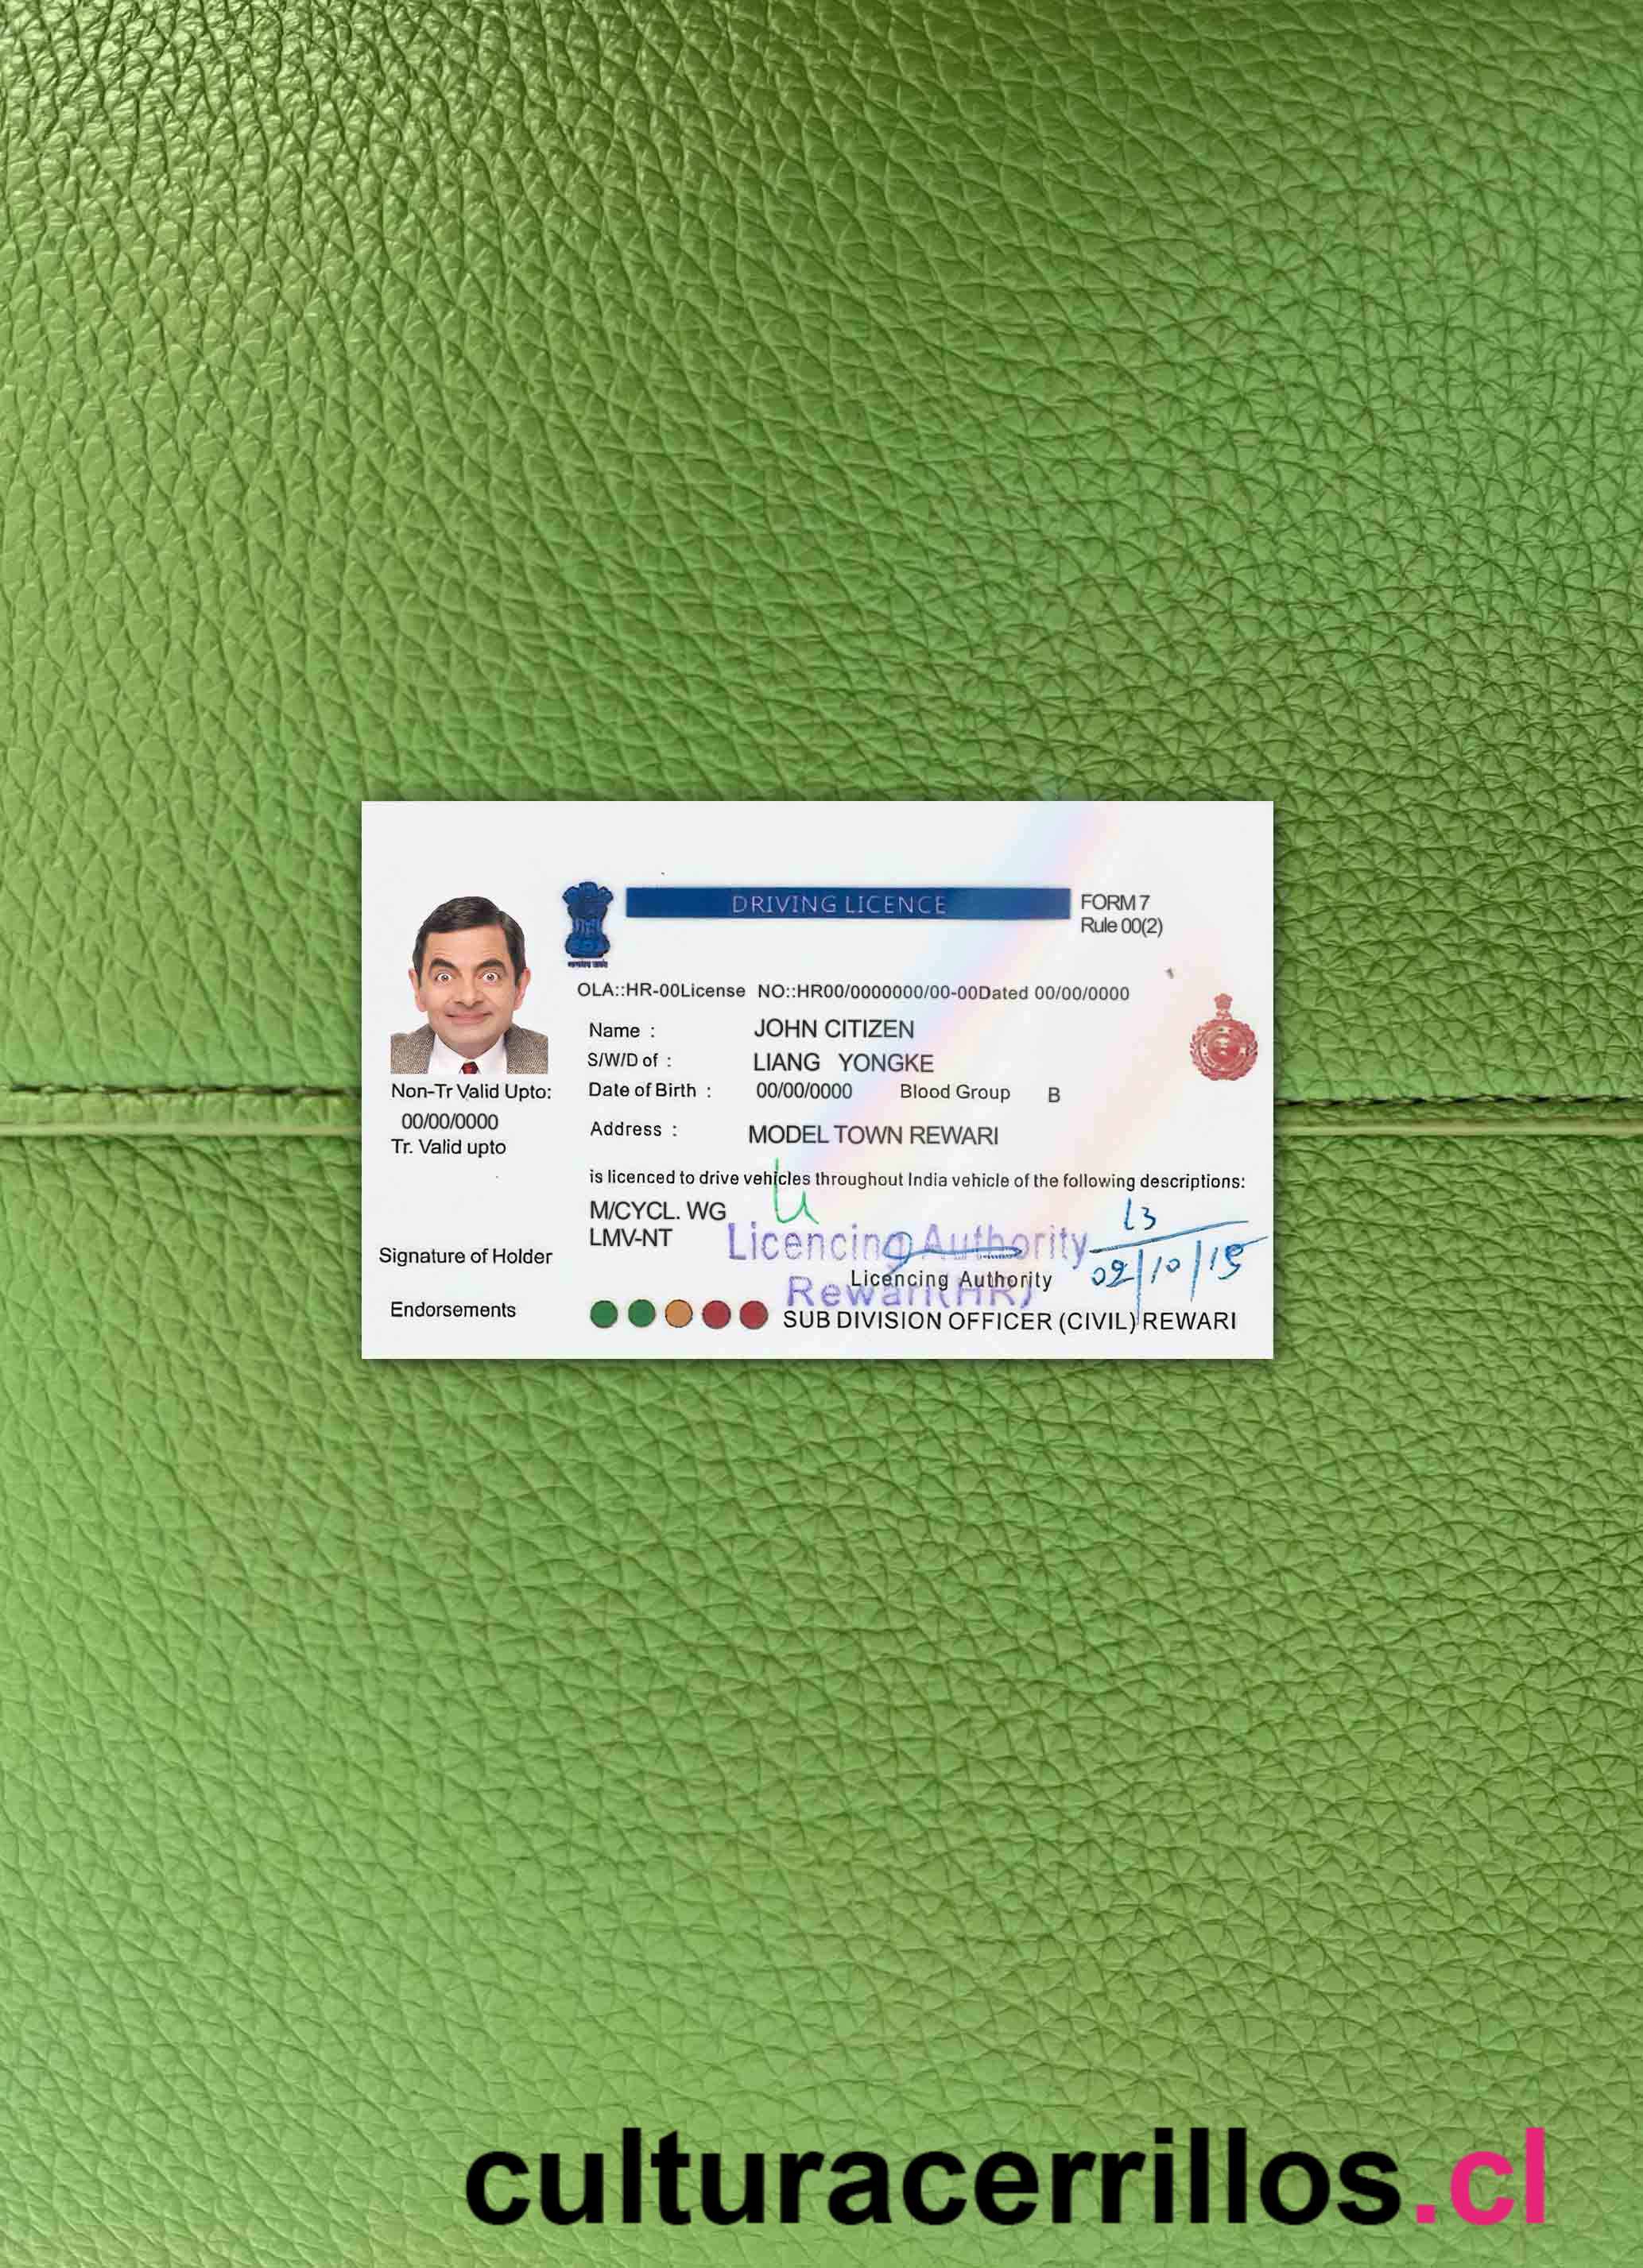 DRIVING LICENCE
FORM 7
Rule 00(2)
OLA::HR-00License NO::HR00/0000000/00-00Dated 00/00/0000
Name : JOHN CITIZEN
S/W/D of : LIANG YONGKE
Date of Birth : 00/00/0000 Blood Group B
Address : MODEL TOWN REWARI
Non-Tr Valid Upto:
00/00/0000
Tr. Valid upto
is licenced to drive vehicles throughout India vehicle of the following descriptions:
M/CYCL. WG
LMV-NT
Signature of Holder
Licencing Authority
Rewari(HR)
13
02/10/15
Licencing Authority
Endorsements
SUB DIVISION OFFICER (CIVIL) REWARI
culturacerrillos.cl